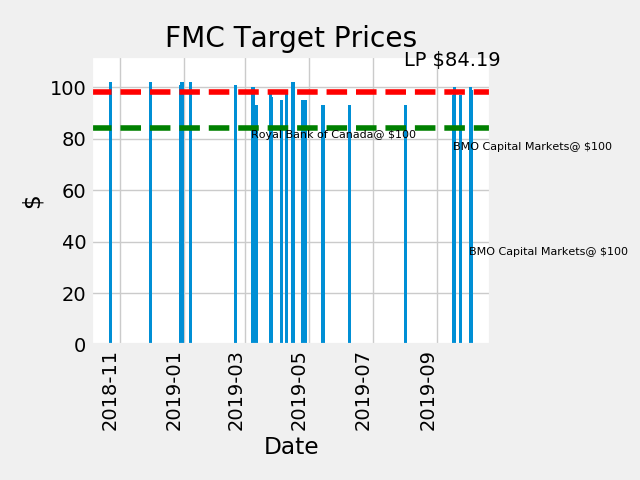 FMC Target Prices
LP $84.19
100
80
60
40
20
0
$
Royal Bank of Canada@ $100
BMO Capital Markets@ $100
BMO Capital Markets@ $100
2018-11
2019-01
2019-03
2019-05
2019-07
2019-09
Date